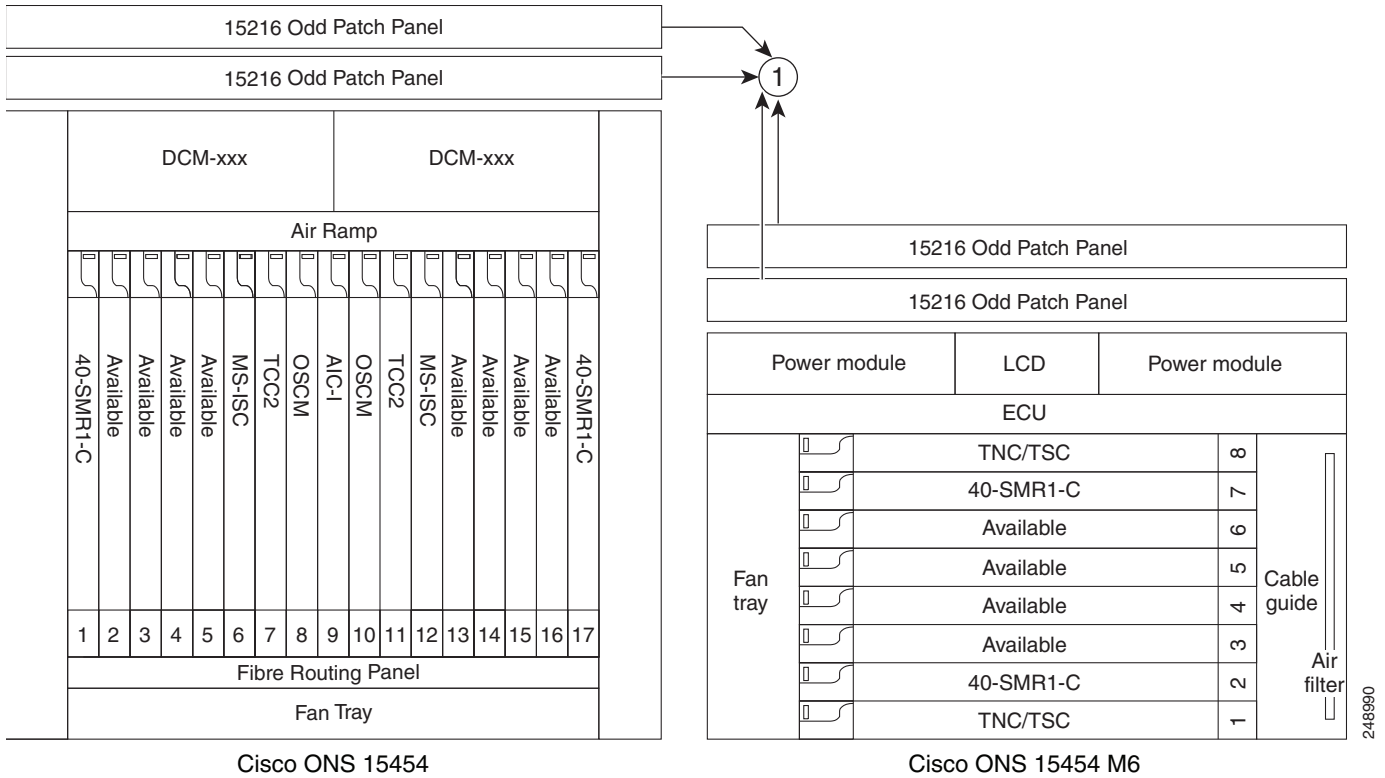 15216 Odd Patch Panel
15216 Odd Patch Panel
1
DCM-xxx
DCM-xxx
Air Ramp
40-SMR1-C
Available
Available
Available
Available
MS-ISC
TCC2
OSCM
AIC-I
OSCM
TCC2
MS-ISC
Available
Available
Available
Available
40-SMR1-C
1 2 3 4 5 6 7 8 9 10 11 12 13 14 15 16 17
Fibre Routing Panel
Fan Tray
Cisco ONS 15454
15216 Odd Patch Panel
15216 Odd Patch Panel
Power module
LCD
Power module
ECU
Fan
tray
TNC/TSC 8
40-SMR1-C 7
Available 6
Available 5
Available 4
Available 3
40-SMR1-C 2
TNC/TSC 1
Cable
guide
Air
filter
Cisco ONS 15454 M6
248990